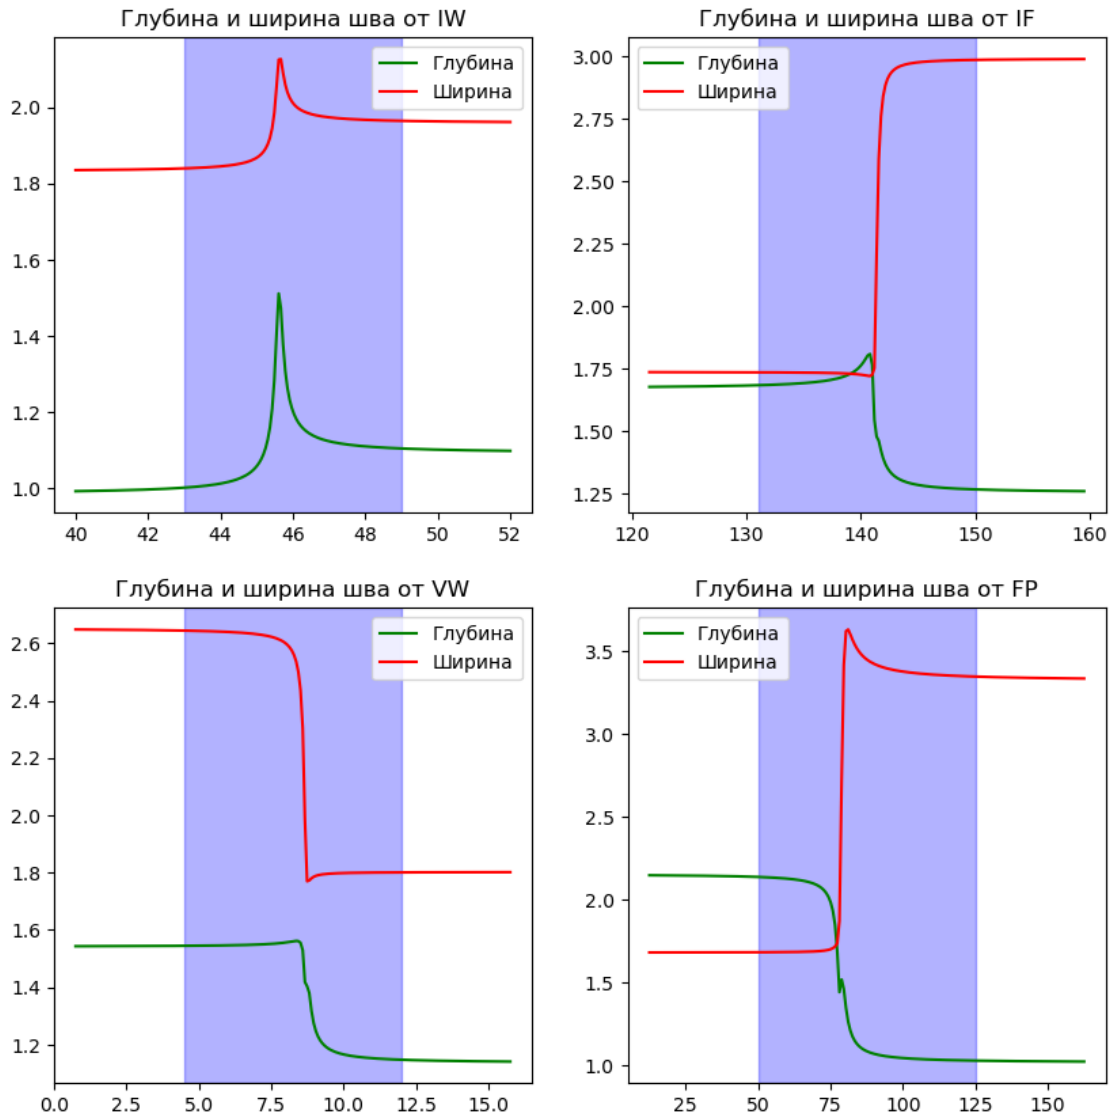 Глубина и ширина шва от IW
Глубина
Ширина
2.0
1.8
1.6
1.4
1.2
1.0
40 42 44 46 48 50 52
Глубина и ширина шва от IF
Глубина
Ширина
3.00
2.75
2.50
2.25
2.00
1.75
1.50
1.25
120 130 140 150 160
Глубина и ширина шва от VW
Глубина
Ширина
2.6
2.4
2.2
2.0
1.8
1.6
1.4
1.2
0.0 2.5 5.0 7.5 10.0 12.5 15.0
Глубина и ширина шва от FP
Глубина
Ширина
3.5
3.0
2.5
2.0
1.5
1.0
25 50 75 100 125 150